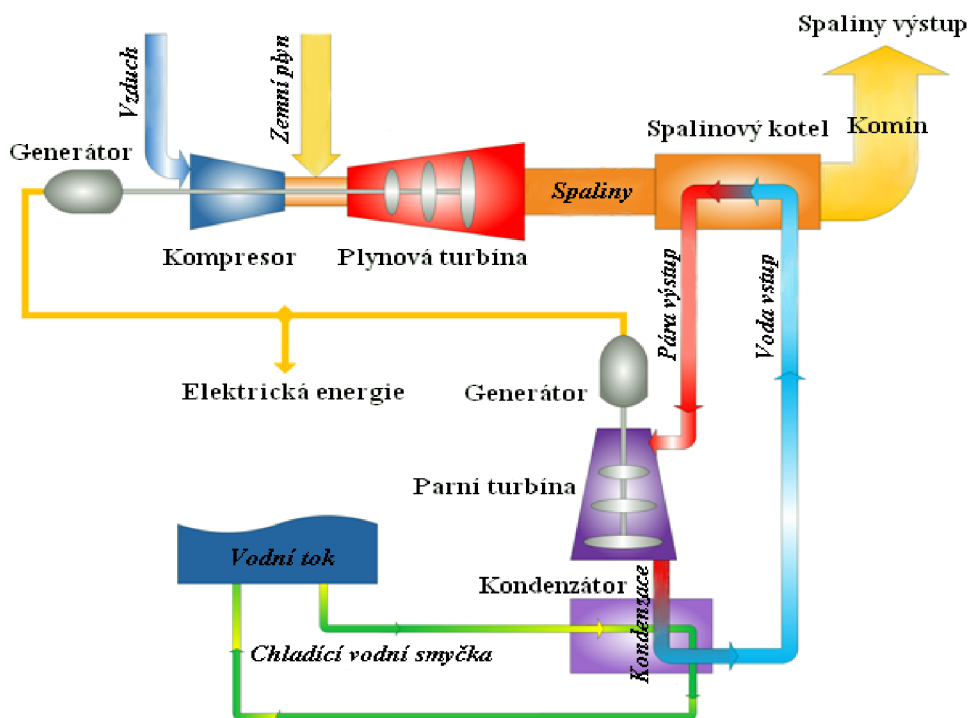 Spaliny výstup
Vzduch
Zemní plyn
Spalinový kotel
Komín
Generátor
Spaliny
Kompresor
Plynová turbína
Pára výstup
Voda vstup
Elektrická energie
Generátor
Parní turbína
Vodní tok
Kondenzátor
Kondenzace
Chladící vodní smyčka